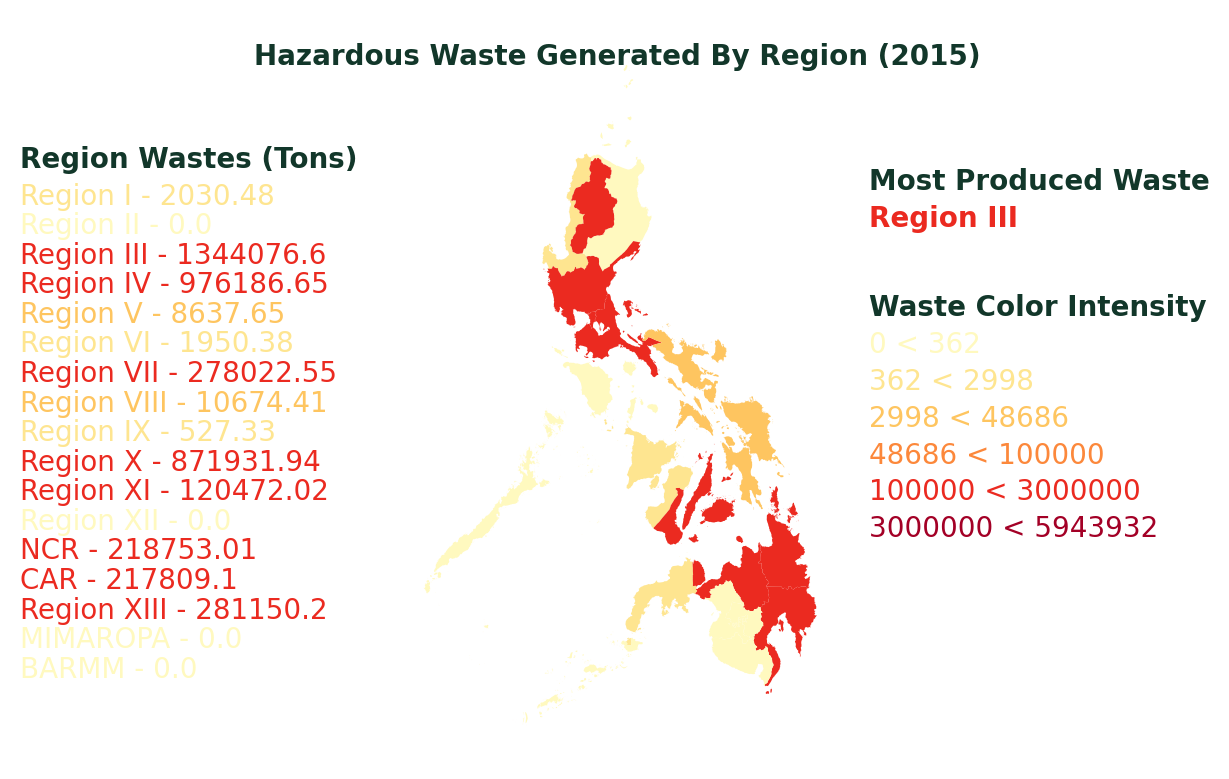 Hazardous Waste Generated By Region (2015)
Region Wastes (Tons)
Region I - 2030.48
Region II - 0.0
Region III - 1344076.6
Region IV - 976186.65
Region V - 8637.65
Region VI - 1950.38
Region VII - 278022.55
Region VIII - 10674.41
Region IX - 527.33
Region X - 871931.94
Region XI - 120472.02
Region XII - 0.0
NCR - 218753.01
CAR - 217809.1
Region XIII - 281150.2
MIMAROPA - 0.0
BARMM - 0.0
Most Produced Waste
Region III
Waste Color Intensity
0 < 362
362 < 2998
2998 < 48686
48686 < 100000
100000 < 3000000
3000000 < 5943932